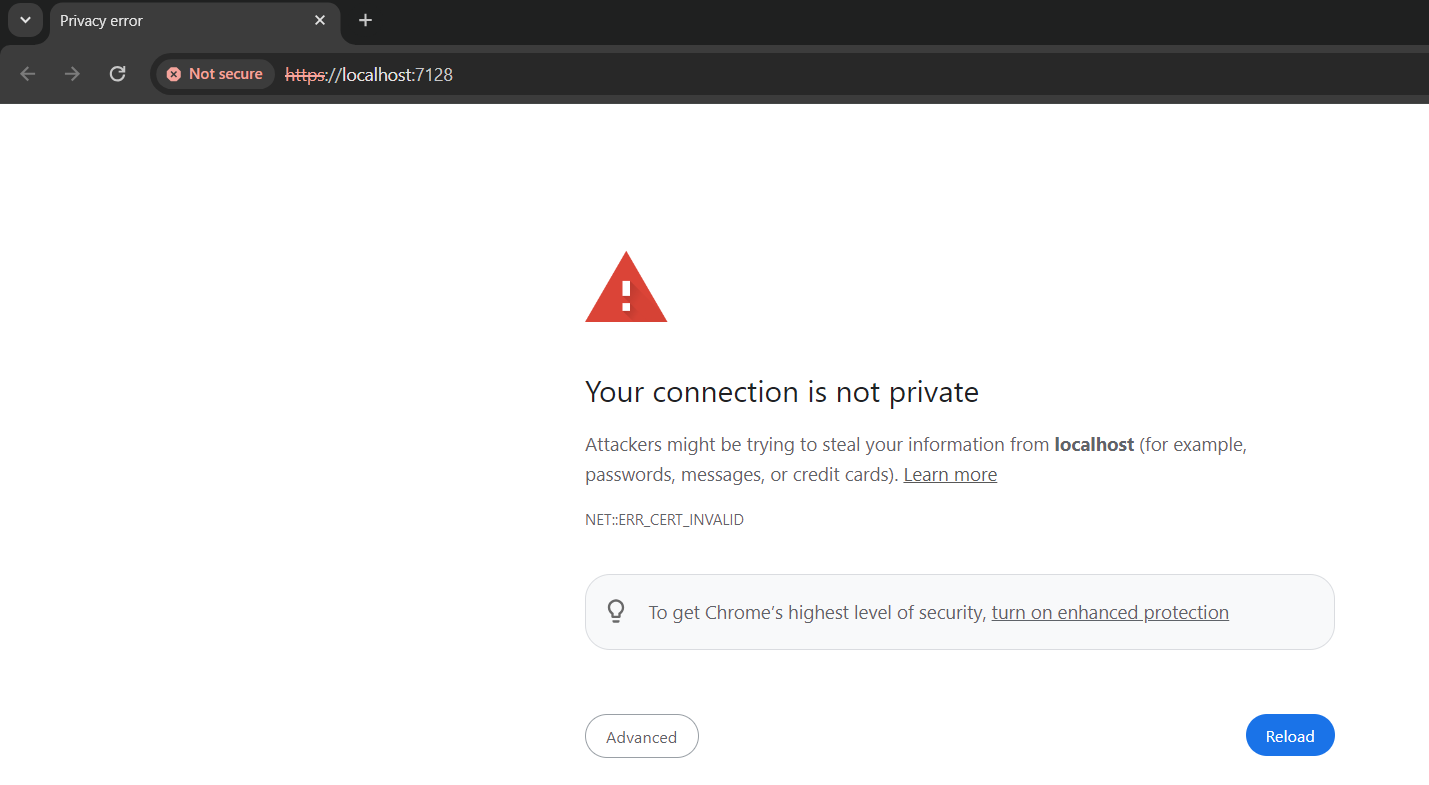 Privacy error
Not secure https://localhost:7128
Your connection is not private
Attackers might be trying to steal your information from localhost (for example,
passwords, messages, or credit cards). Learn more
NET::ERR_CERT_INVALID
To get Chrome’s highest level of security, turn on enhanced protection
Advanced Reload